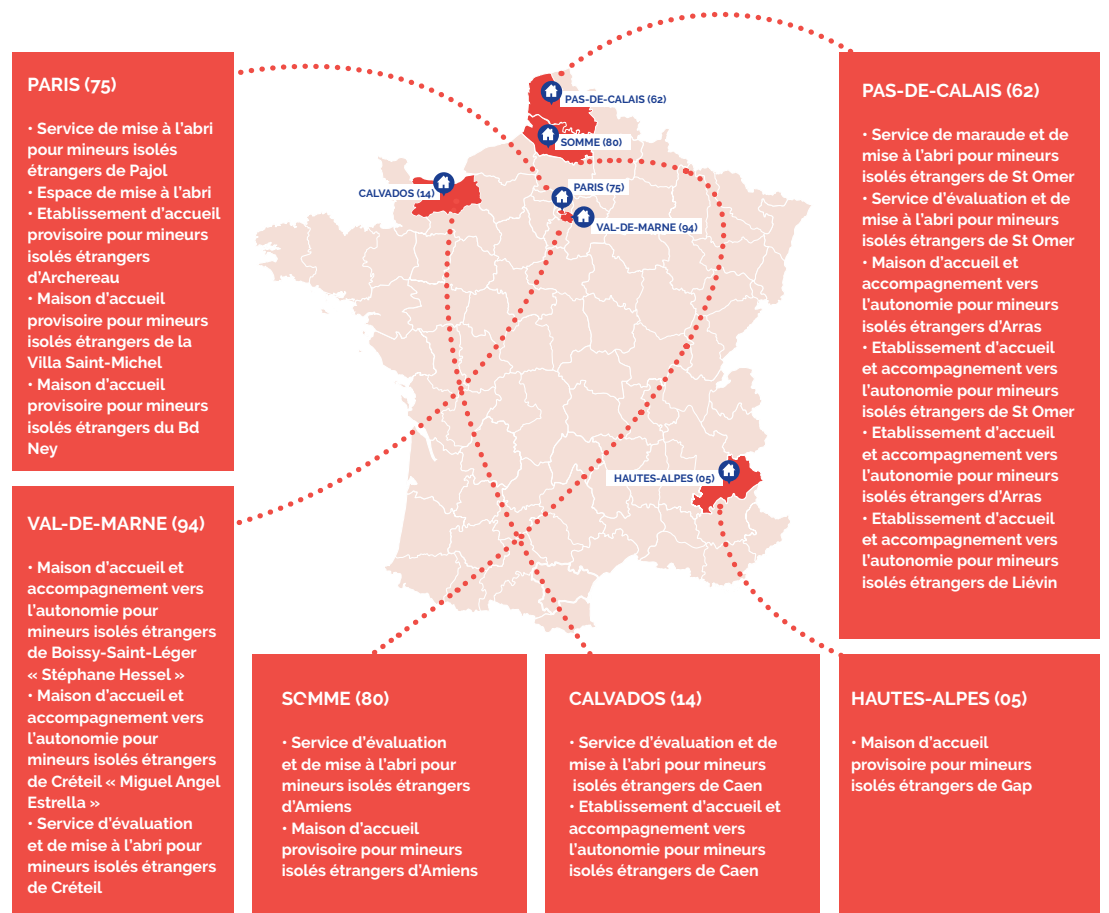 PARIS (75)
• Service de mise à l'abri
pour mineurs isolés
étrangers de Pajol
• Espace de mise à l'abri
• Etablissement d'accueil
provisoire pour mineurs
isolés étrangers
d'Archereau
• Maison d'accueil
provisoire pour mineurs
isolés étrangers de la
Villa Saint-Michel
• Maison d'accueil
provisoire pour mineurs
isolés étrangers du Bd
Ney
VAL-DE-MARNE (94)
• Maison d'accueil et
accompagnement vers
l'autonomie pour
mineurs isolés étrangers
de Boissy-Saint-Léger
« Stéphane Hessel »
• Maison d'accueil et
accompagnement vers
l'autonomie pour
mineurs isolés étrangers
de Créteil « Miguel Angel
Estrella »
• Service d'évaluation
et de mise à l'abri pour
mineurs isolés étrangers
de Créteil
PAS-DE-CALAIS (62)
SOMME (80)
CALVADOS (14)
PARIS (75)
VAL-DE-MARNE (94)
HAUTES-ALPES (05)
SOMME (80)
• Service d'évaluation
et de mise à l'abri pour
mineurs isolés étrangers
d'Amiens
• Maison d'accueil
provisoire pour mineurs
isolés étrangers d'Amiens
CALVADOS (14)
• Service d'évaluation et de
mise à l'abri pour mineurs
isolés étrangers de Caen
• Etablissement d'accueil et
accompagnement vers
l'autonomie pour mineurs
isolés étrangers de Caen
PAS-DE-CALAIS (62)
• Service de maraude et de
mise à l'abri pour mineurs
isolés étrangers de St Omer
• Service d'évaluation et de
mise à l'abri pour mineurs
isolés étrangers de St Omer
• Maison d'accueil et
accompagnement vers
l'autonomie pour mineurs
isolés étrangers d'Arras
• Etablissement d'accueil
et accompagnement vers
l'autonomie pour mineurs
isolés étrangers de St Omer
• Etablissement d'accueil
et accompagnement vers
l'autonomie pour mineurs
isolés étrangers d'Arras
• Etablissement d'accueil
et accompagnement vers
l'autonomie pour mineurs
isolés étrangers de Liévin
HAUTES-ALPES (05)
• Maison d'accueil
provisoire pour mineurs
isolés étrangers de Gap